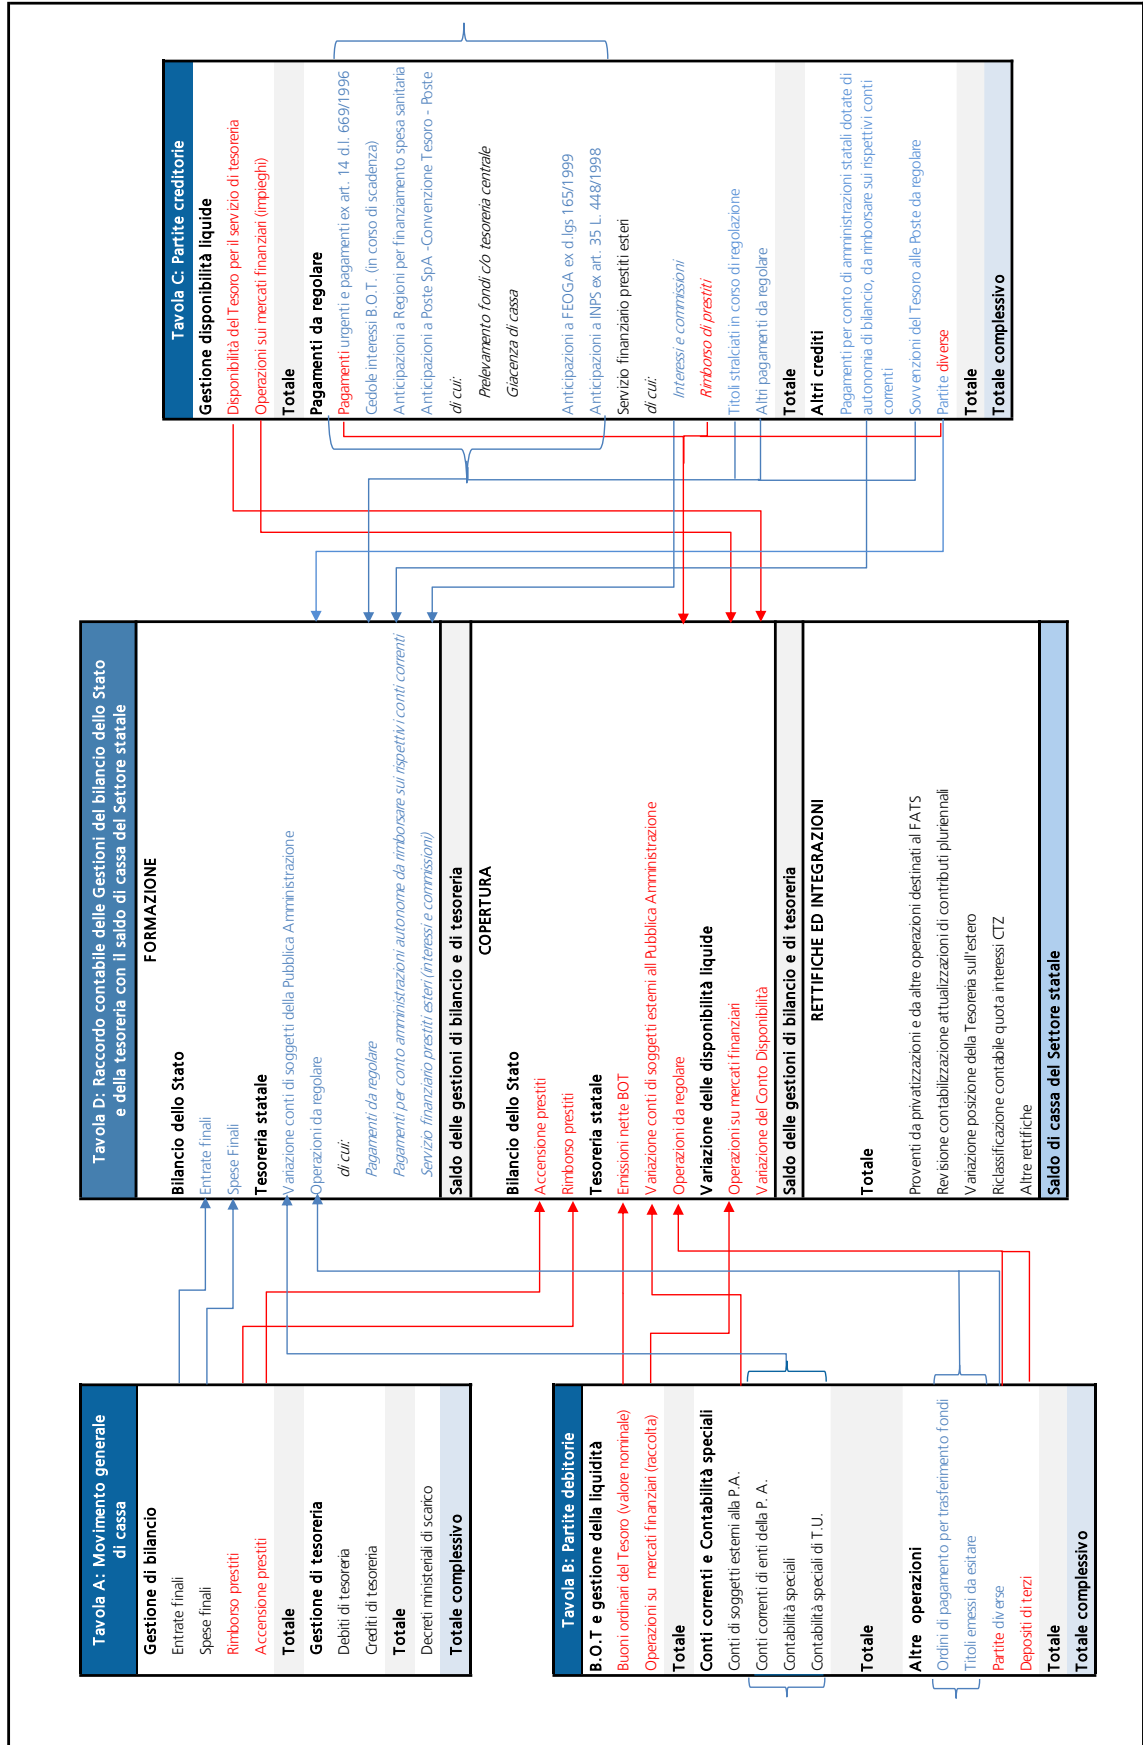 Tavola A: Movimento generale
di cassa
Gestione di bilancio
Entrate finali
Spese finali
Rimborso prestiti
Accensione prestiti
Totale
Gestione di tesoreria
Debiti di tesoreria
Crediti di tesoreria
Totale
Decreti ministeriali di scarico
Totale complessivo
Tavola B: Partite debitorie
B.O.T e gestione della liquidità
Buoni ordinari del Tesoro (valore nominale)
Operazioni su mercati finanziari (raccolta)
Totale
Conti correnti e Contabilità speciali
Conti di soggetti esterni alla P.A.
Conti correnti di enti della P. A.
Contabilità speciali
Contabilità speciali di T.U.
Totale
Altre operazioni
Ordini di pagamento per trasferimento fondi
Titoli emessi da esitare
Partite diverse
Depositi di terzi
Totale
Totale complessivo
Tavola D: Raccordo contabile delle Gestioni del bilancio dello Stato
e della tesoreria con il saldo di cassa del Settore statale
FORMAZIONE
Bilancio dello Stato
Entrate finali
Spese Finali
Tesoreria statale
Variazione conti di soggetti della Pubblica Amministrazione
Operazioni da regolare
di cui:
Pagamenti da regolare
Pagamenti per conto amministrazioni autonome da rimborsare sui rispettivi conti correnti
Servizio finanziario prestiti esteri (interessi e commissioni)
Saldo delle gestioni di bilancio e di tesoreria
COPERTURA
Bilancio dello Stato
Accensione prestiti
Rimborso prestiti
Tesoreria statale
Emissioni nette BOT
Variazione conti di soggetti esterni all Pubblica Amministrazione
Operazioni da regolare
Variazione delle disponibilità liquide
Operazioni su mercati finanziari
Variazione del Conto Disponibilità
Saldo delle gestioni di bilancio e di tesoreria
RETTIFICHE ED INTEGRAZIONI
Totale
Proventi da privatizzazioni e da altre operazioni destinati al FATS
Revisione contabilizzazione attualizzazioni di contributi pluriennali
Variazione posizione della Tesoreria sull'estero
Riclassificazione contabile quota interessi CTZ
Altre rettifiche
Saldo di cassa del Settore statale
Tavola C: Partite creditorie
Gestione disponibilità liquide
Disponibilità del Tesoro per il servizio di tesoreria
Operazioni sui mercati finanziari (impieghi)
Totale
Pagamenti da regolare
Pagamenti urgenti e pagamenti ex art. 14 d.l. 669/1996
Cedole interessi B.O.T. (in corso di scadenza)
Anticipazioni a Regioni per finanziamento spesa sanitaria
Anticipazioni a Poste SpA -Convenzione Tesoro - Poste
di cui:
Prelevamento fondi c/o tesoreria centrale
Giacenza di cassa
Anticipazioni a FEOGA ex d.lgs 165/1999
Anticipazioni a INPS ex art. 35 L. 448/1998
Servizio finanziario prestiti esteri
di cui:
Interessi e commissioni
Rimborso di prestiti
Titoli stralciati in corso di regolazione
Altri pagamenti da regolare
Totale
Altri crediti
Pagamenti per conto di amministrazioni statali dotate di
autonomia di bilancio, da rimborsare sui rispettivi conti
correnti
Sovvenzioni del Tesoro alle Poste da regolare
Partite diverse
Totale
Totale complessivo